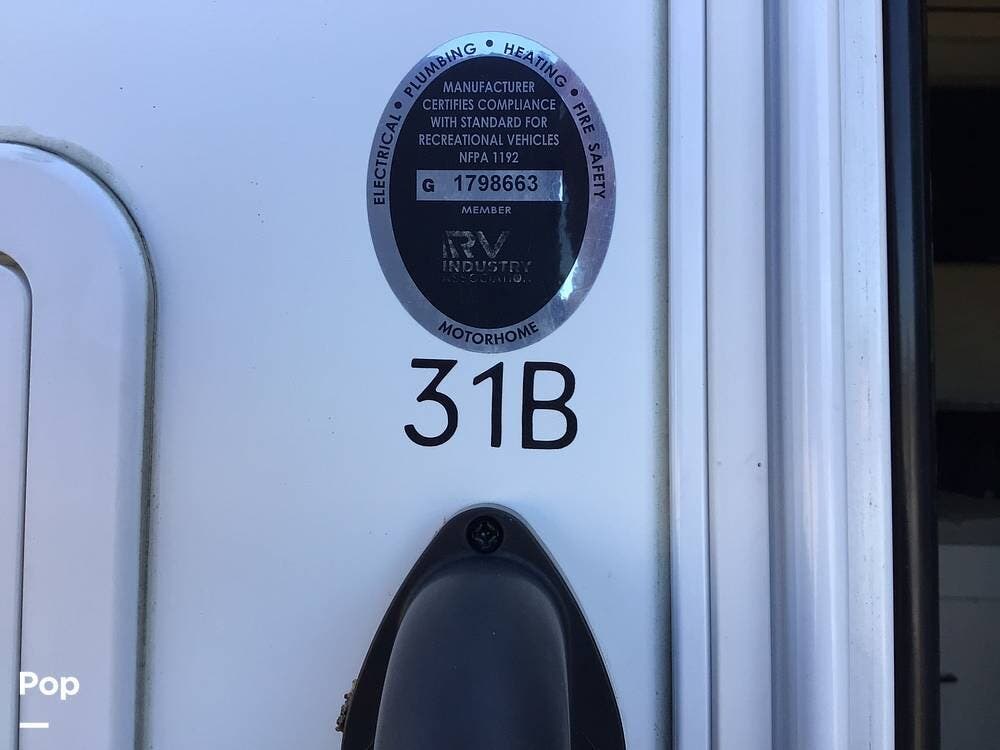 ELECTRICAL • PLUMBING • HEATING • FIRE SAFETY
MANUFACTURER
CERTIFIES COMPLIANCE
WITH STANDARD FOR
RECREATIONAL VEHICLES
NFPA 1192
G 1798663
MEMBER
RV
INDUSTRY
ASSOCIATION
MOTORHOME
31B
Pop